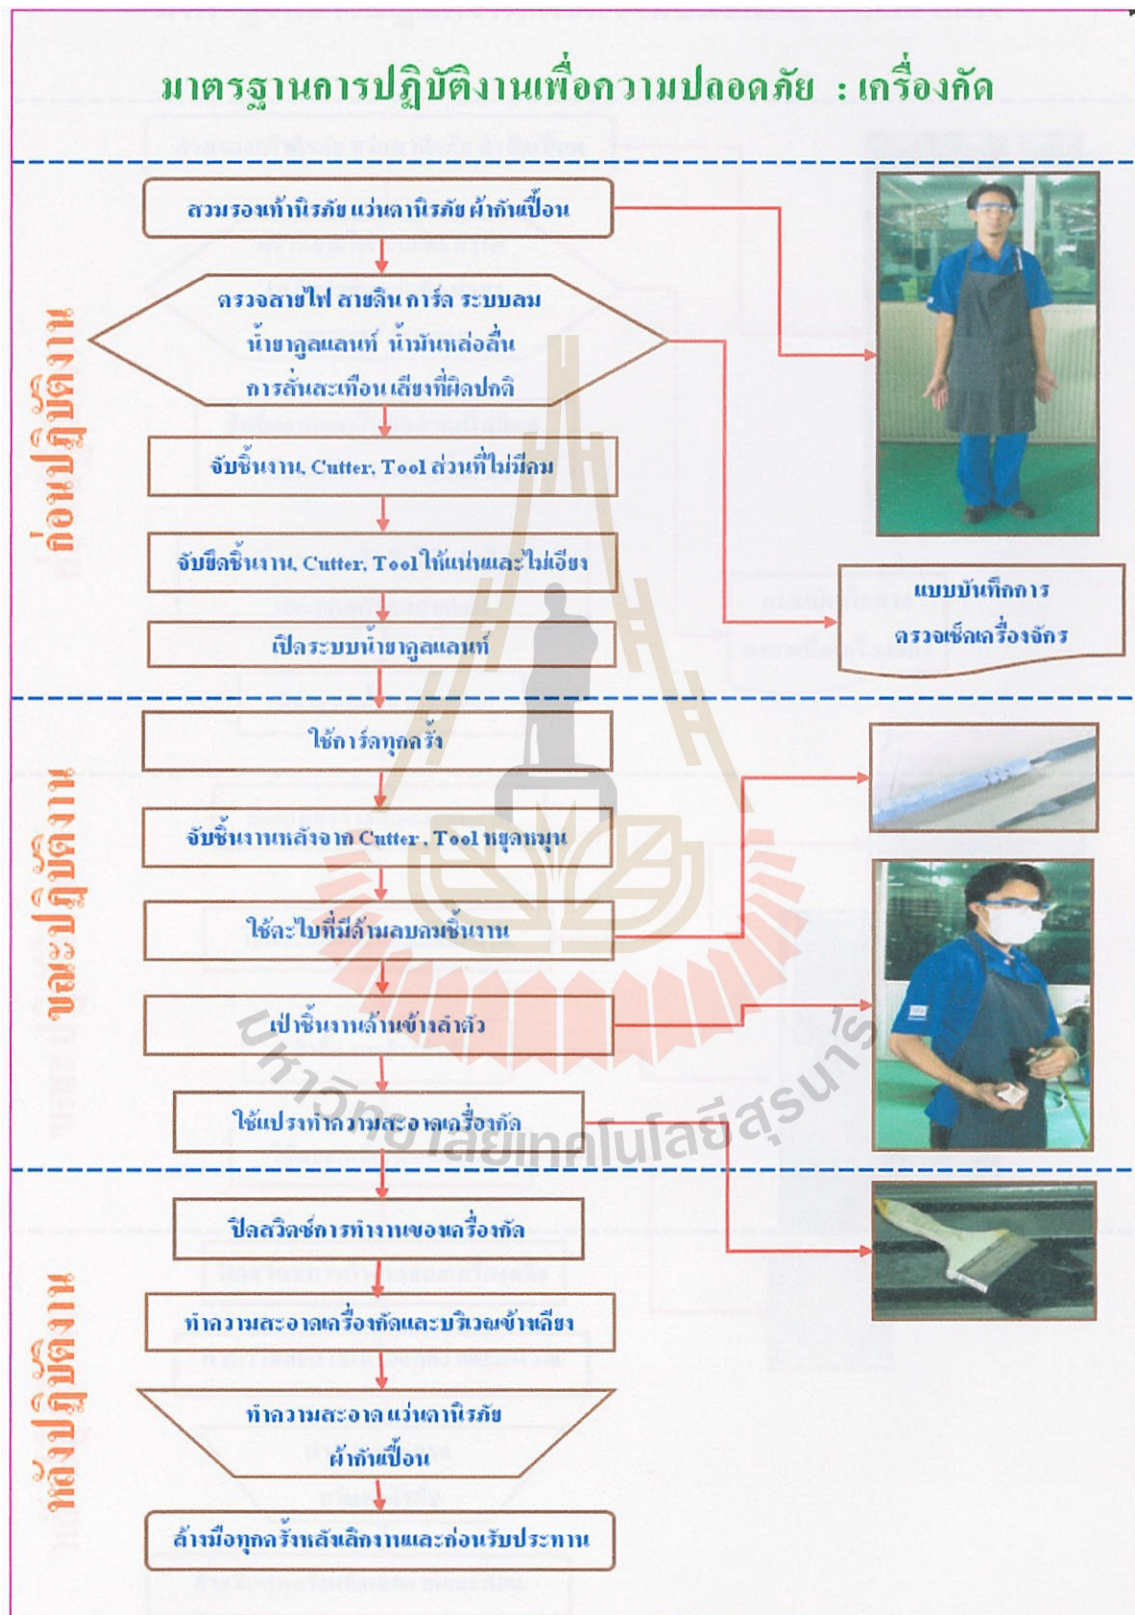 มาตรฐานการปฏิบัติงานเพื่อความปลอดภัย : เครื่องกัด
ก่อนปฏิบัติงาน
สวมรองเท้านิรภัย แว่นตานิรภัย ผ้ากันเปื้อน
ตรวจสายไฟ สายดิน การ์ด ระบบลม
น้ำยาคูลแลนท์ น้ำมันหล่อลื่น
การสั่นสะเทือน เสียงที่ผิดปกติ
จับชิ้นงาน, Cutter, Tool ส่วนที่ไม่มีคม
จับยึดชิ้นงาน, Cutter, Tool ให้แน่นและไม่เอียง
แบบบันทึกการ
ตรวจเช็คเครื่องจักร
เปิดระบบน้ำยาคูลแลนท์
ขณะปฏิบัติงาน
ใช้การ์ดทุกครั้ง
จับชิ้นงานหลังจาก Cutter , Tool หยุดหมุน
ใช้ตะไบที่มีด้ามลบคมชิ้นงาน
เป่าชิ้นงานด้านข้างลำตัว
ใช้แปรงทำความสะอาดเครื่องกัด
มหาวิทยาลัยเทคโนโลยีสุรนารี
หลังปฏิบัติงาน
ปิดสวิตซ์การทำงานของเครื่องกัด
ทำความสะอาดเครื่องกัดและบริเวณข้างเคียง
ทำความสะอาด แว่นตานิรภัย
ผ้ากันเปื้อน
ล้างมือทุกครั้งหลังเลิกงานและก่อนรับประทาน